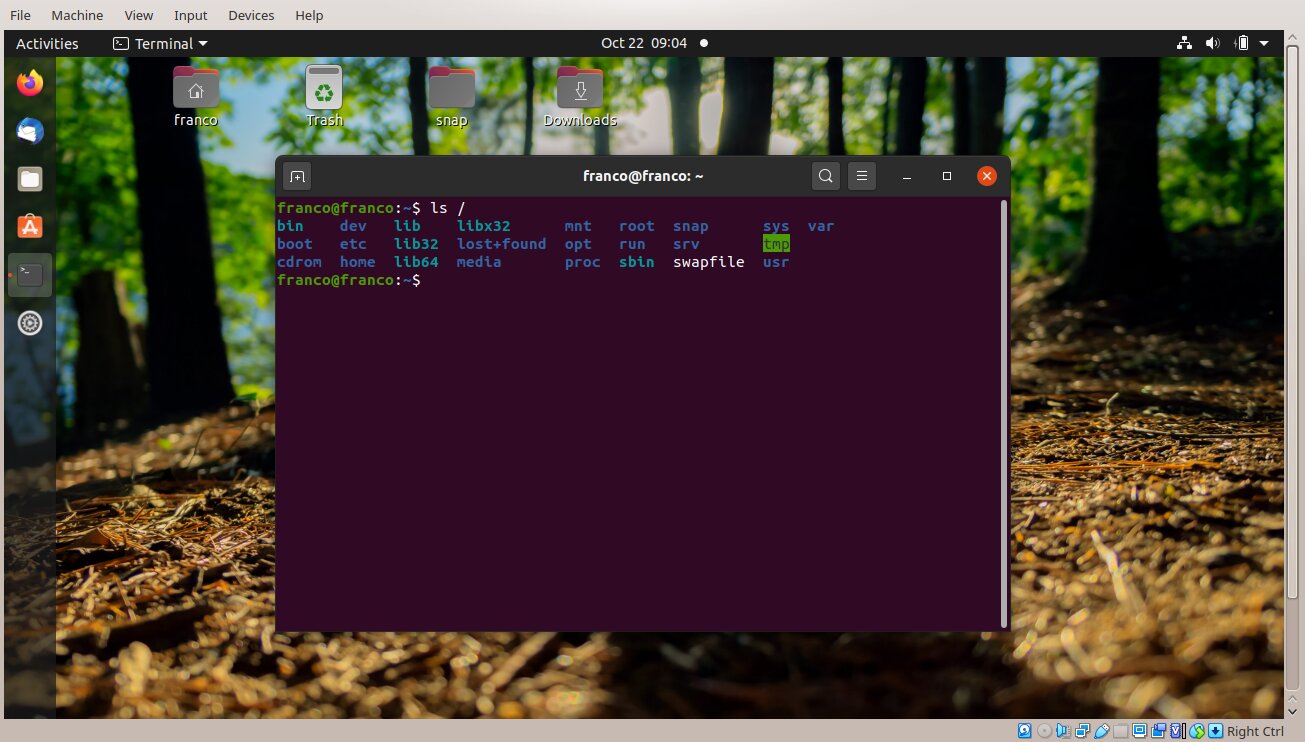 File Machine View Input Devices Help
Activities Terminal Oct 22 09:04
franco Trash snap Downloads
franco@franco: ~
franco@franco:~$ ls /
bin dev lib libx32 mnt root snap sys var
boot etc lib32 lost+found opt run srv tmp
cdrom home lib64 media proc sbin swapfile usr
franco@franco:~$
Right Ctrl